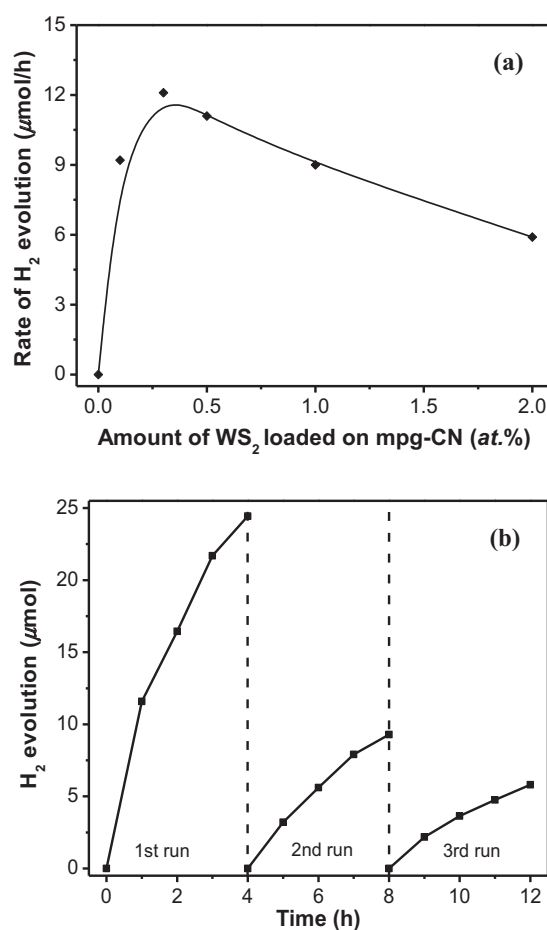 (a)
Rate of H₂ evolution (μmol/h)
15
12
9
6
3
0
0.0 0.5 1.0 1.5 2.0
Amount of WS₂ loaded on mpg-CN (at.%)
(b)
H₂ evolution (μmol)
25
20
15
10
5
0
1st run 2nd run 3rd run
0 2 4 6 8 10 12
Time (h)